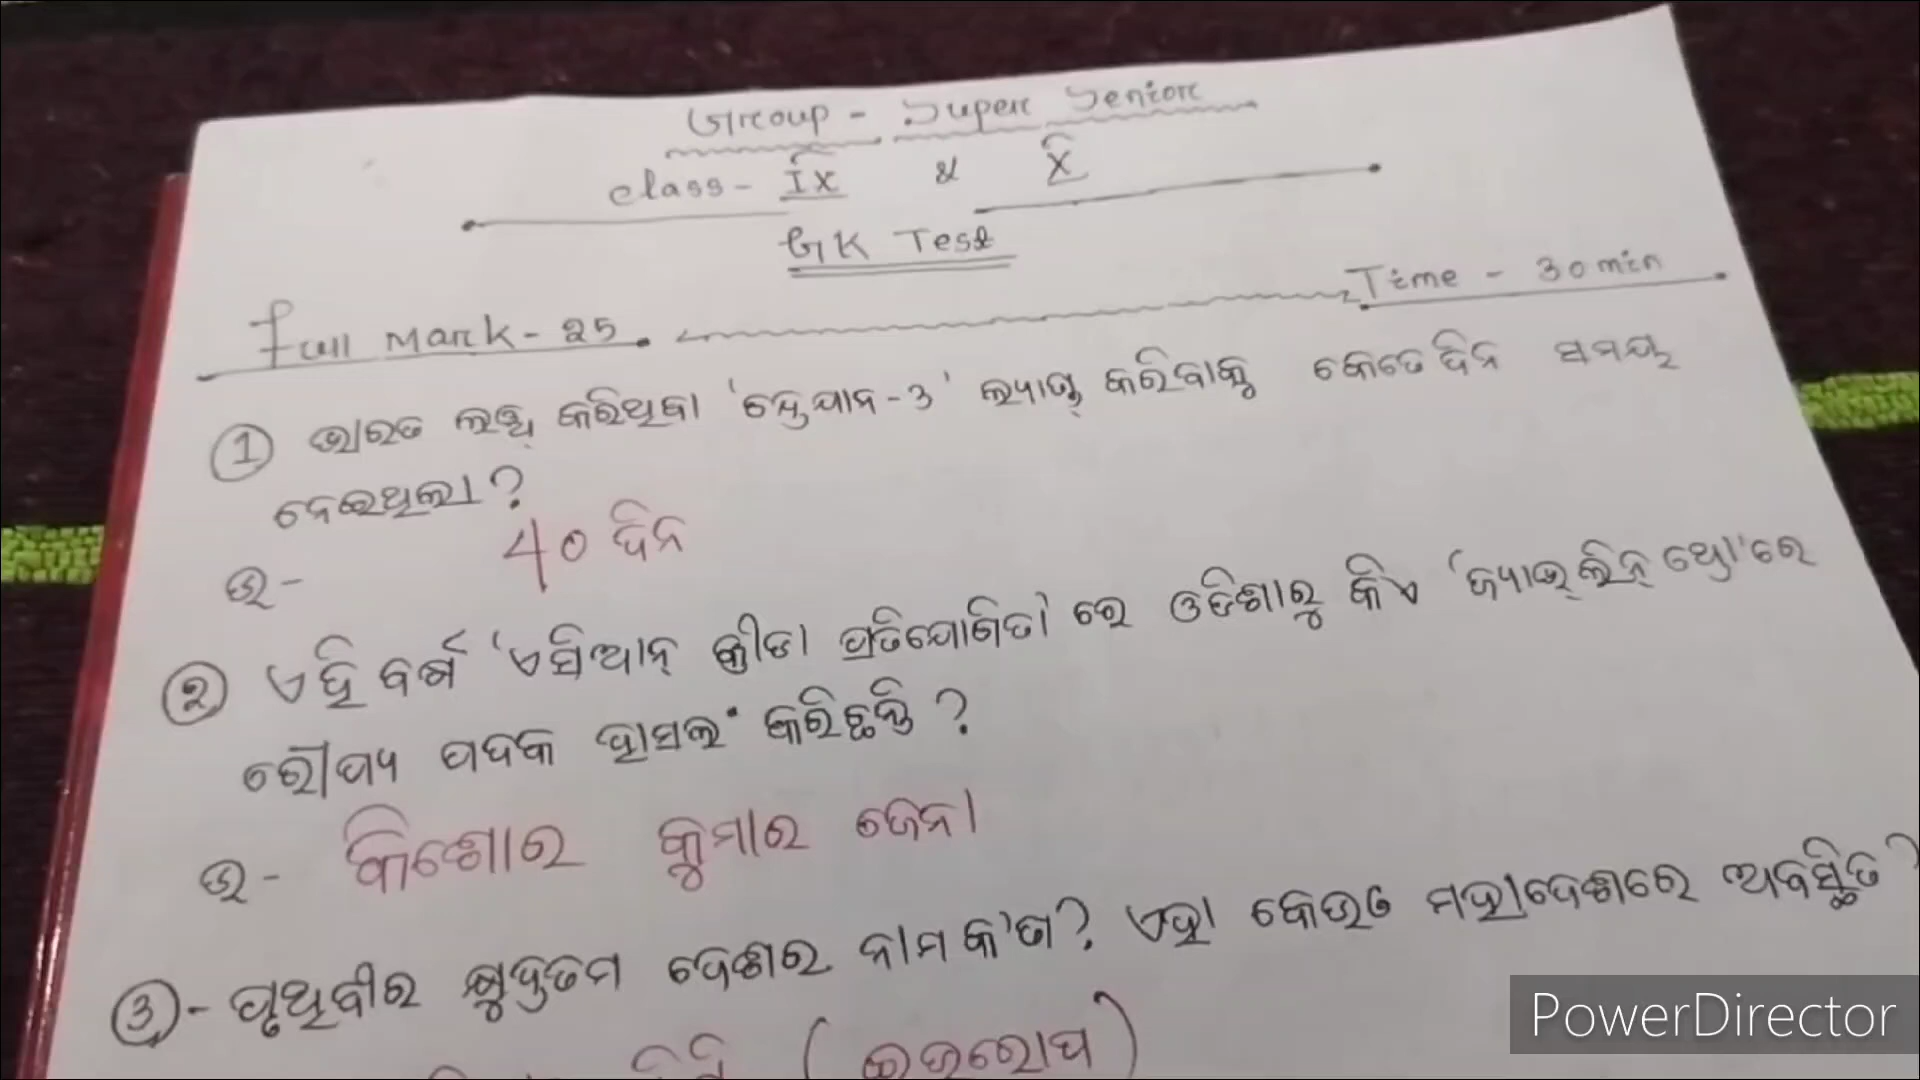 Group - Super Senior
class - IX & X
GK Test
Full Mark - 25 Time - 30 min
① ଭାରତ ଲଞ୍ଚ୍ କରିଥିବା 'ଚନ୍ଦ୍ରଯାନ-୩' ଲ୍ୟାଣ୍ଡ୍ କରିବାକୁ କେତେ ଦିନ ସମୟ
ନେଇଥିଲା ?
ଉ- 40 ଦିନ
② ଏହି ବର୍ଷ 'ଏସିଆନ୍ କ୍ରୀଡା ପ୍ରତିଯୋଗିତା' ରେ ଓଡିଶାରୁ କିଏ 'ଜ୍ୟାଭ୍‌ଲିନ୍ ଥ୍ରୋ'ରେ
ରୌପ୍ୟ ପଦକ ହାସଲ କରିଛନ୍ତି ?
ଉ- କିଶୋର କୁମାର ଜେନା
③ - ପୃଥିବୀର କ୍ଷୁଦ୍ରତମ ଦେଶର ନାମ କ'ଣ ? ଏହା କେଉଁ ମହାଦେଶରେ ଅବସ୍ଥିତ ?
(ଇଉରୋପ)
PowerDirector